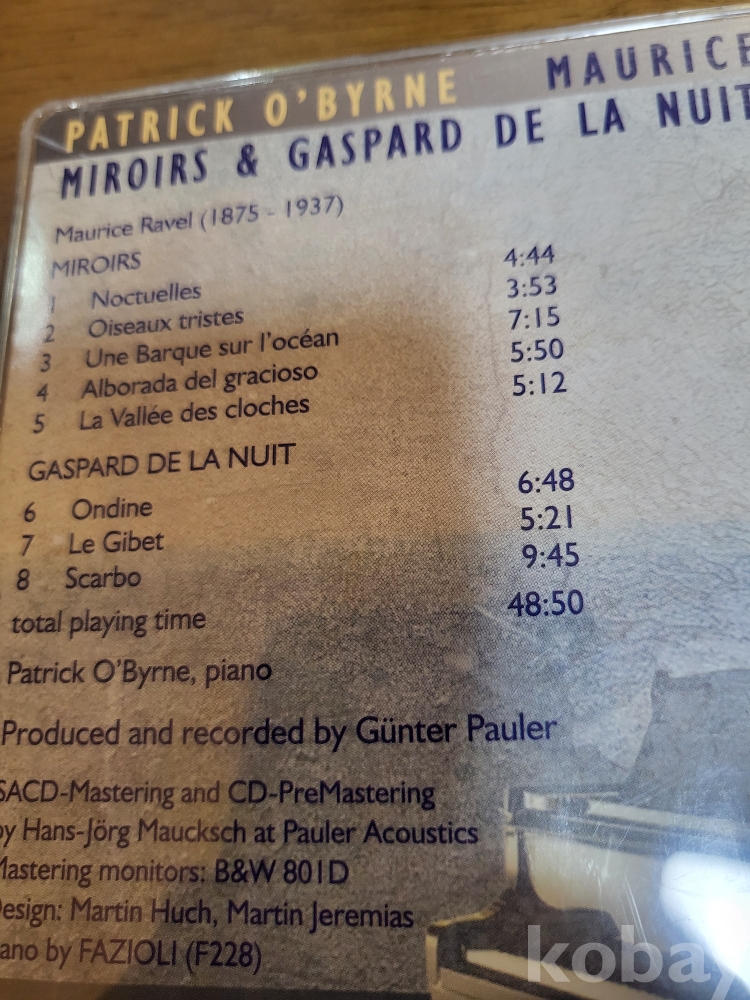 PATRICK O'BYRNE MAURICE
MIROIRS & GASPARD DE LA NUIT
Maurice Ravel (1875 - 1937)
MIROIRS
1 Noctuelles 4:44
2 Oiseaux tristes 3:53
3 Une Barque sur l'océan 7:15
4 Alborada del gracioso 5:50
5 La Vallée des cloches 5:12
GASPARD DE LA NUIT
6 Ondine 6:48
7 Le Gibet 5:21
8 Scarbo 9:45
total playing time 48:50
Patrick O'Byrne, piano
Produced and recorded by Günter Pauler
SACD-Mastering and CD-PreMastering
by Hans-Jörg Maucksch at Pauler Acoustics
Mastering monitors: B&W 801D
Design: Martin Huch, Martin Jeremias
ano by FAZIOLI (F228)
kobay